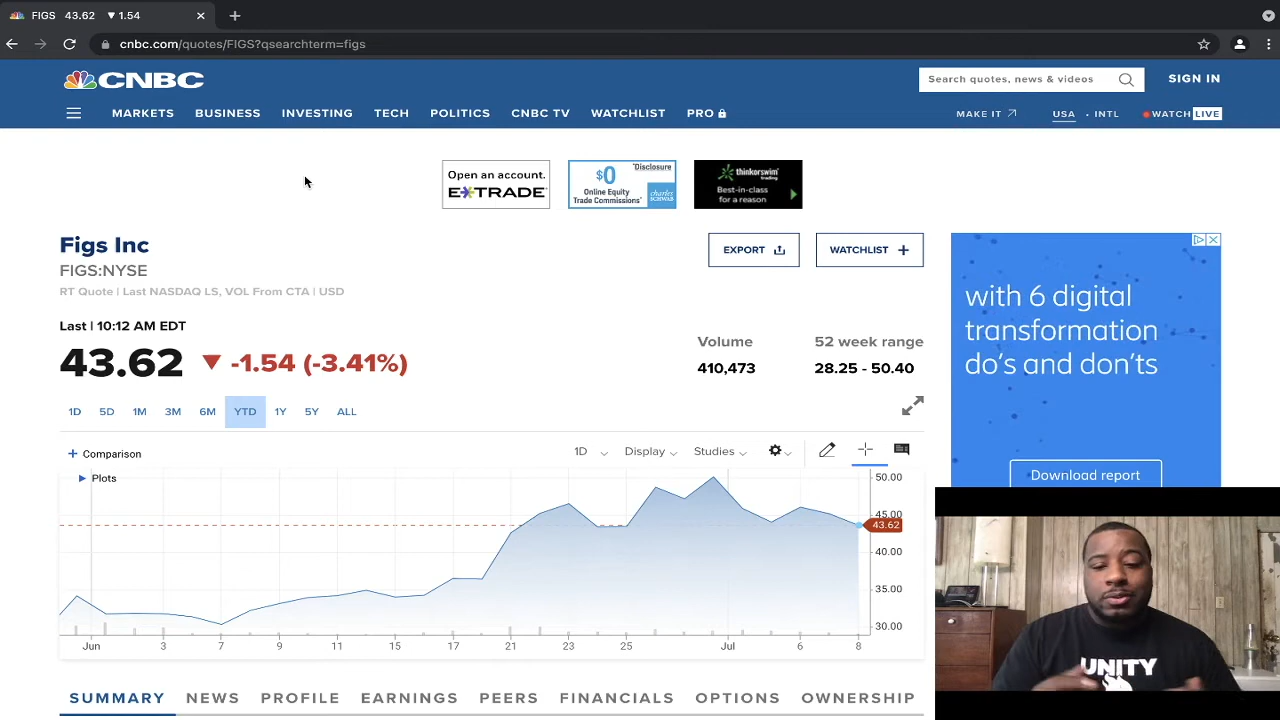 FIGS 43.62 ▼ 1.54
cnbc.com/quotes/FIGS?qsearchterm=figs
CNBC
Search quotes, news & videos
SIGN IN
MARKETS BUSINESS INVESTING TECH POLITICS CNBC TV WATCHLIST PRO
MAKE IT USA • INTL WATCH LIVE
Open an account.
E*TRADE
$0
*Disclosure
Online Equity
Trade Commissions*
charles
SCHWAB
thinkorswim
trading
Best-in-class
for a reason
Figs Inc
FIGS:NYSE
RT Quote | Last NASDAQ LS, VOL From CTA | USD
EXPORT
WATCHLIST +
Last | 10:12 AM EDT
43.62 ▼ -1.54 (-3.41%)
Volume
410,473
52 week range
28.25 - 50.40
1D 5D 1M 3M 6M YTD 1Y 5Y ALL
+ Comparison
1D Display Studies
Plots
50.00
45.00
43.62
40.00
35.00
30.00
Jun 3 7 9 11 15 17 21 23 25 Jul 6 8
SUMMARY NEWS PROFILE EARNINGS PEERS FINANCIALS OPTIONS OWNERSHIP
with 6 digital
transformation
do's and don'ts
Download report
UNITY